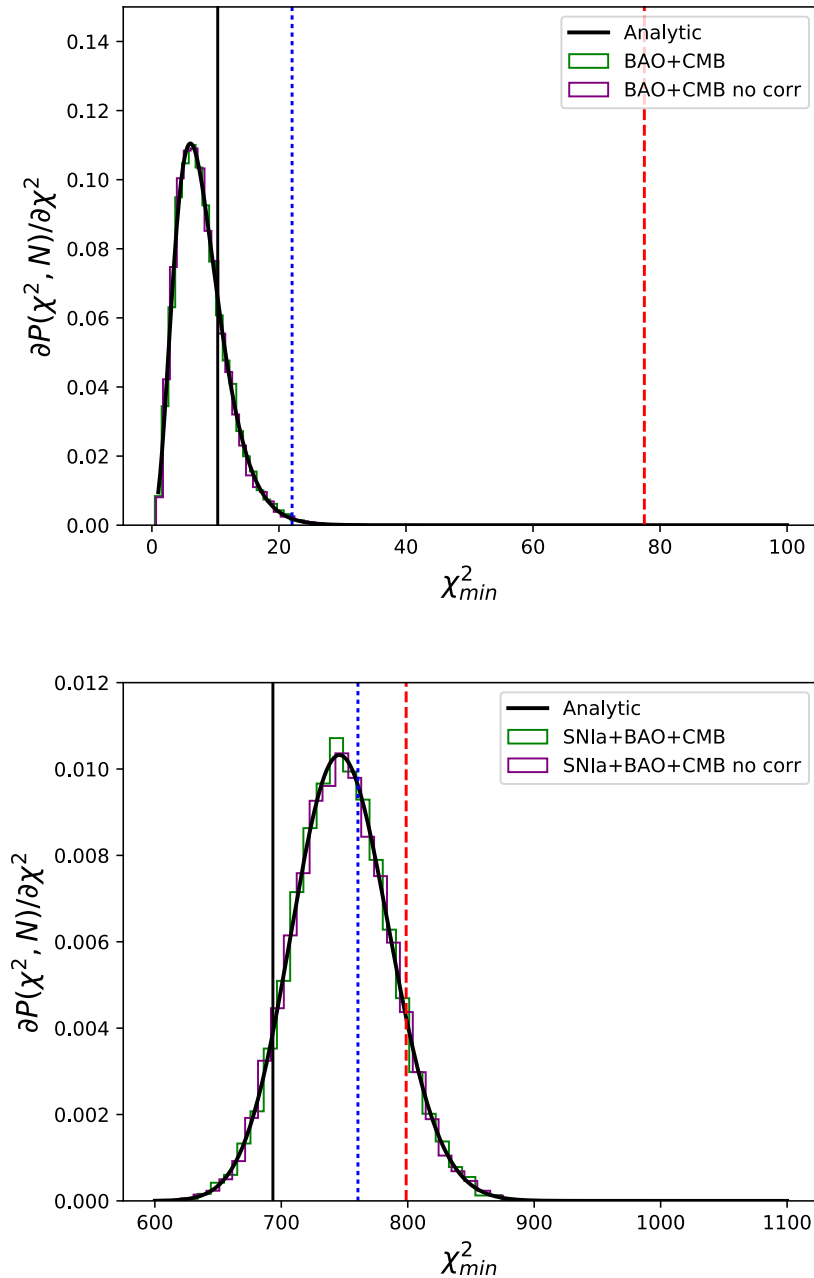 0.14
0.12
0.10
0.08
0.06
0.04
0.02
0.00
∂P(χ², N)/∂χ²
Analytic
BAO+CMB
BAO+CMB no corr
0 20 40 60 80 100
χ²min
0.012
0.010
0.008
0.006
0.004
0.002
0.000
∂P(χ², N)/∂χ²
Analytic
SNIa+BAO+CMB
SNIa+BAO+CMB no corr
600 700 800 900 1000 1100
χ²min